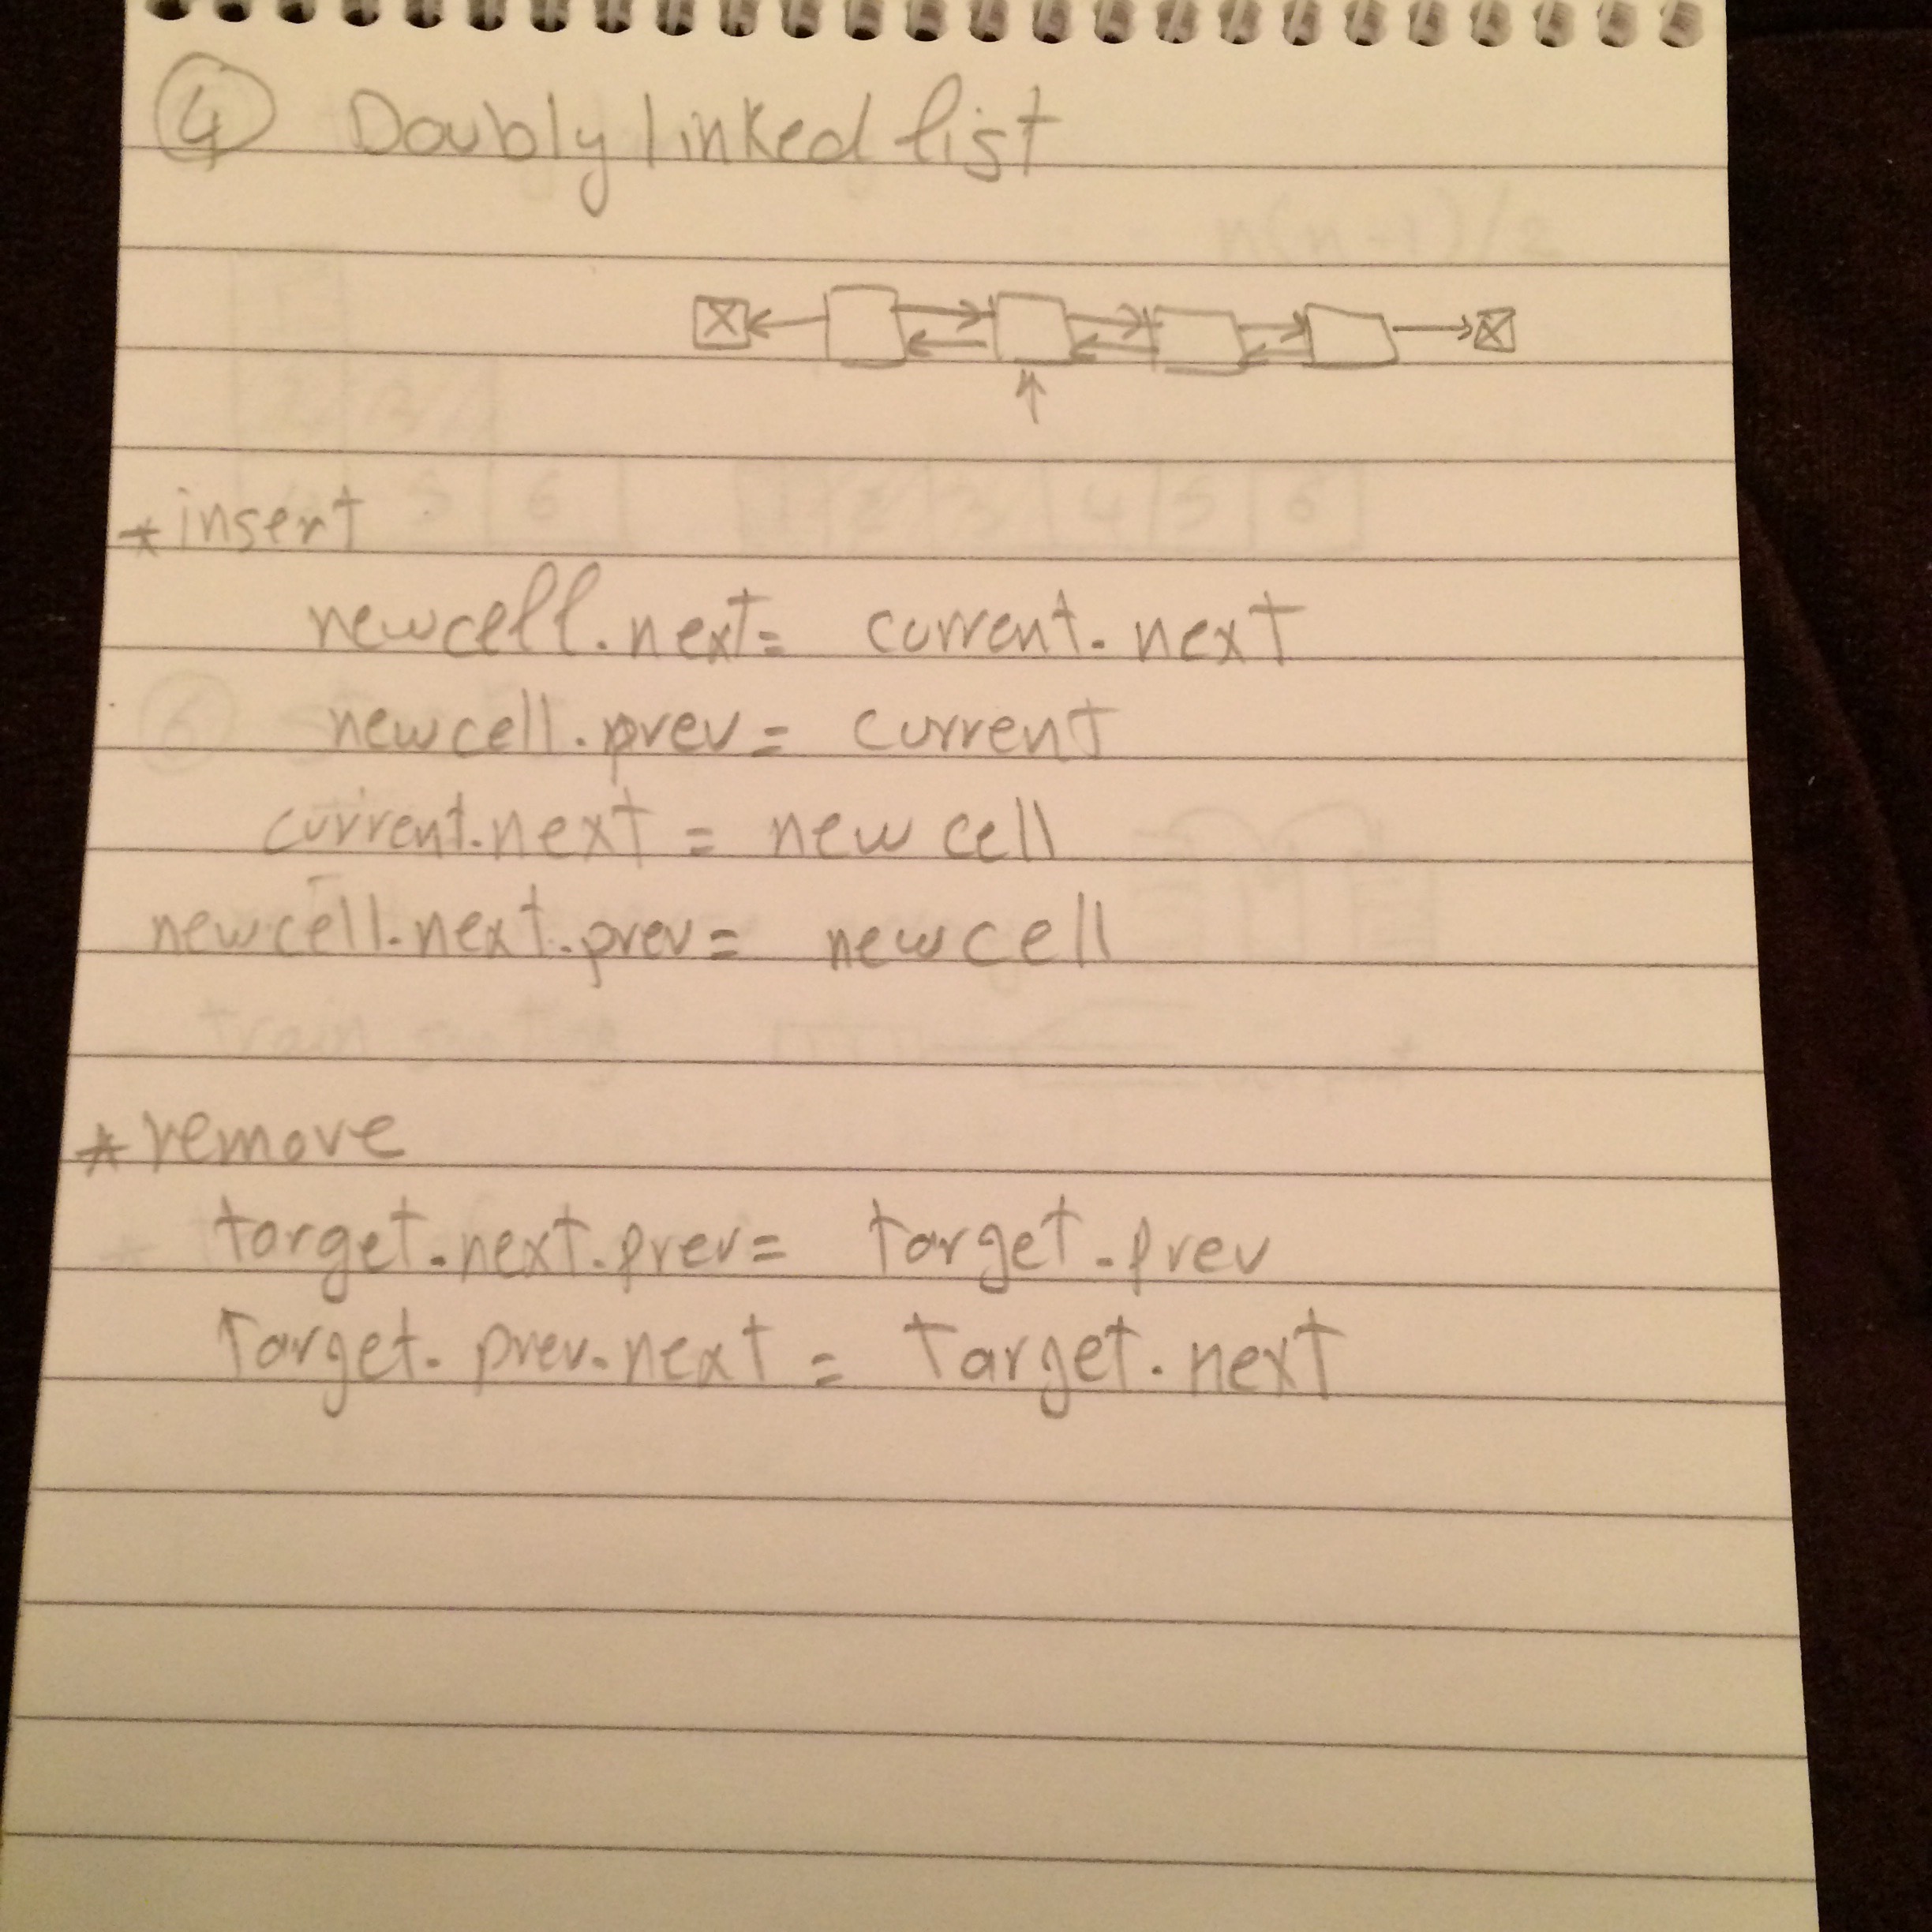 4 Doubly linked list
* insert
newcell.next = current.next
newcell.prev = current
current.next = new cell
newcell.next.prev = newcell
* remove
target.next.prev = target.prev
Target.prev.next = Target.next